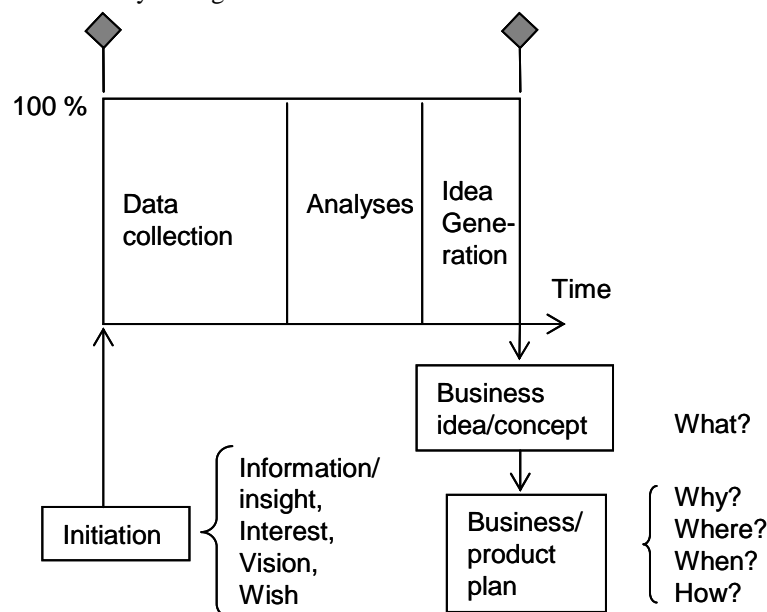 100 %
Data
collection
Analyses
Idea
Gene-
ration
Time
Business
idea/concept
What?
Initiation
Information/
insight,
Interest,
Vision,
Wish
Business/
product
plan
Why?
Where?
When?
How?